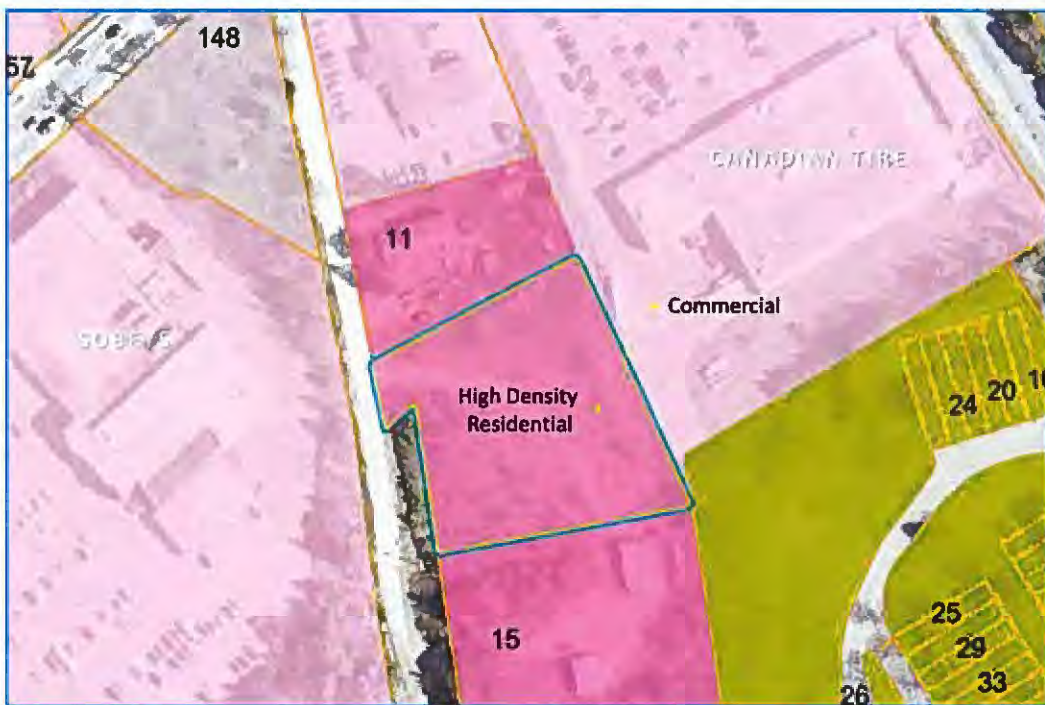 148
57
CANADIAN TIRE
11
Commercial
SOBEYS
High Density
Residential
24
20
15
25
29
33
26